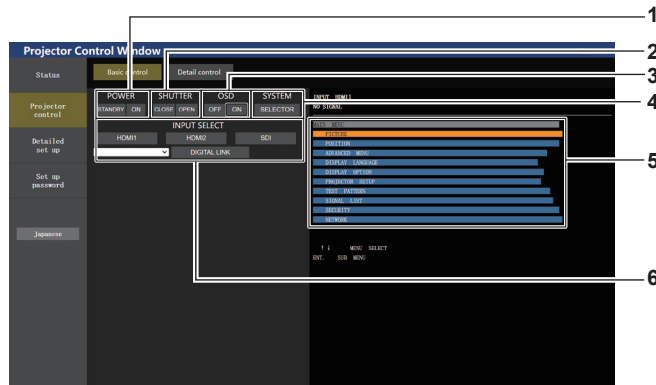 1
Projector Control Window
2
Status
Basic control
Detail control
3
POWER
SHUTTER
OSD
SYSTEM
4
STANDBY
ON
CLOSE
OPEN
OFF
ON
SELECTOR
INPUT SELECT
HDMI1
HDMI2
SDI
DIGITAL LINK
Projector
control
Detailed
set up
Set up
password
Japanese
INPUT HDMI1
NO SIGNAL
MAIN MENU
PICTURE
POSITION
ADVANCED MENU
DISPLAY LANGUAGE
DISPLAY OPTION
PROJECTOR SETUP
TEST PATTERN
SIGNAL LIST
SECURITY
NETWORK
5
↑↓ MENU SELECT
ENT. SUB MENU
6